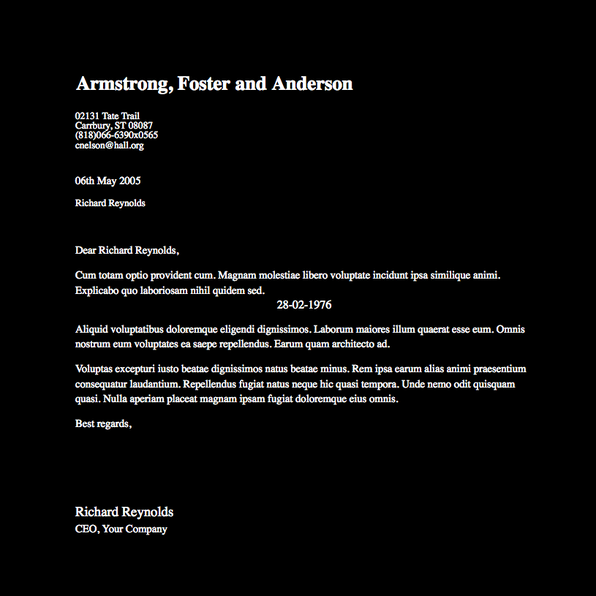 Armstrong, Foster and Anderson
02131 Tate Trail
Carrbury, ST 08087
(818)066-6390x0565
cnelson@hall.org
06th May 2005
Richard Reynolds
Dear Richard Reynolds,
Cum totam optio provident cum. Magnam molestiae libero voluptate incidunt ipsa similique animi.
Explicabo quo laboriosam nihil quidem sed.
28-02-1976
Aliquid voluptatibus doloremque eligendi dignissimos. Laborum maiores illum quaerat esse eum. Omnis
nostrum eum voluptates ea saepe repellendus. Earum quam architecto ad.
Voluptas excepturi iusto beatae dignissimos natus beatae minus. Rem ipsa earum alias animi praesentium
consequatur laudantium. Repellendus fugiat natus neque hic quasi tempora. Unde nemo odit quisquam
quasi. Nulla aperiam placeat magnam ipsam fugiat doloremque eius omnis.
Best regards,
Richard Reynolds
CEO, Your Company